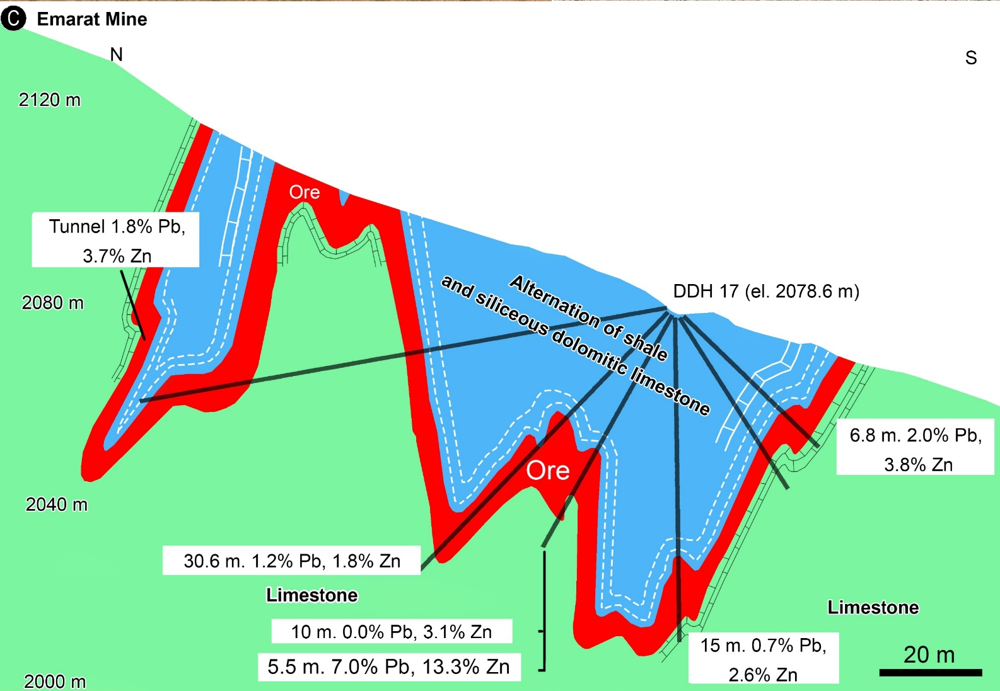 C Emarat Mine
N
S
2120 m
Ore
Tunnel 1.8% Pb,
3.7% Zn
2080 m
DDH 17 (el. 2078.6 m)
Alternation of shale
and siliceous dolomitic limestone
6.8 m. 2.0% Pb,
3.8% Zn
Ore
2040 m
30.6 m. 1.2% Pb, 1.8% Zn
Limestone
Limestone
10 m. 0.0% Pb, 3.1% Zn
5.5 m. 7.0% Pb, 13.3% Zn
15 m. 0.7% Pb,
2.6% Zn
20 m
2000 m